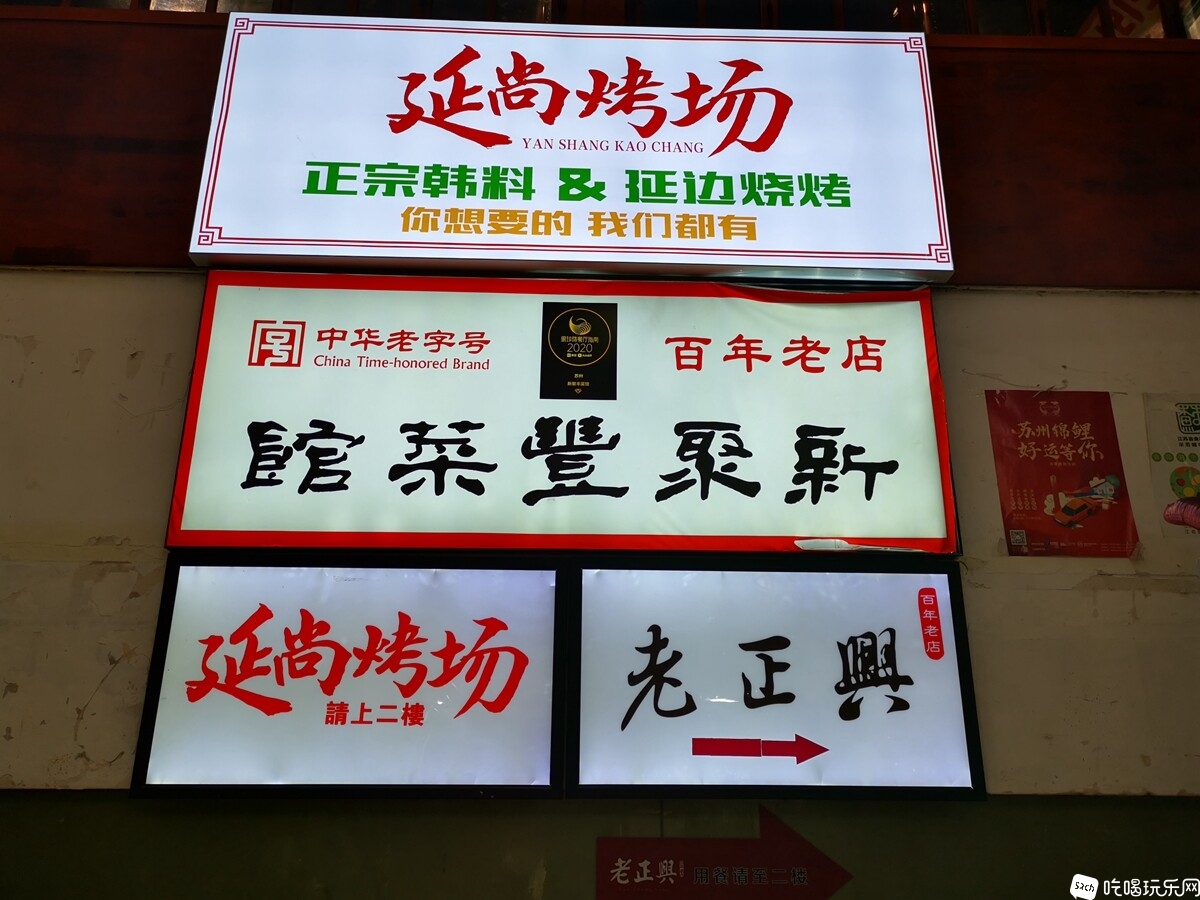 延尚烤场
YAN SHANG KAO CHANG
正宗韩料 & 延边烧烤
你想要的 我们都有
中华老字号
China Time-honored Brand
2020
百年老店
館菜豐聚新
苏州锦鲤
好运等你
延尚烤场
請上二樓
百年老店
老正興
老正興
用餐请至二楼
52ch 吃喝玩乐网